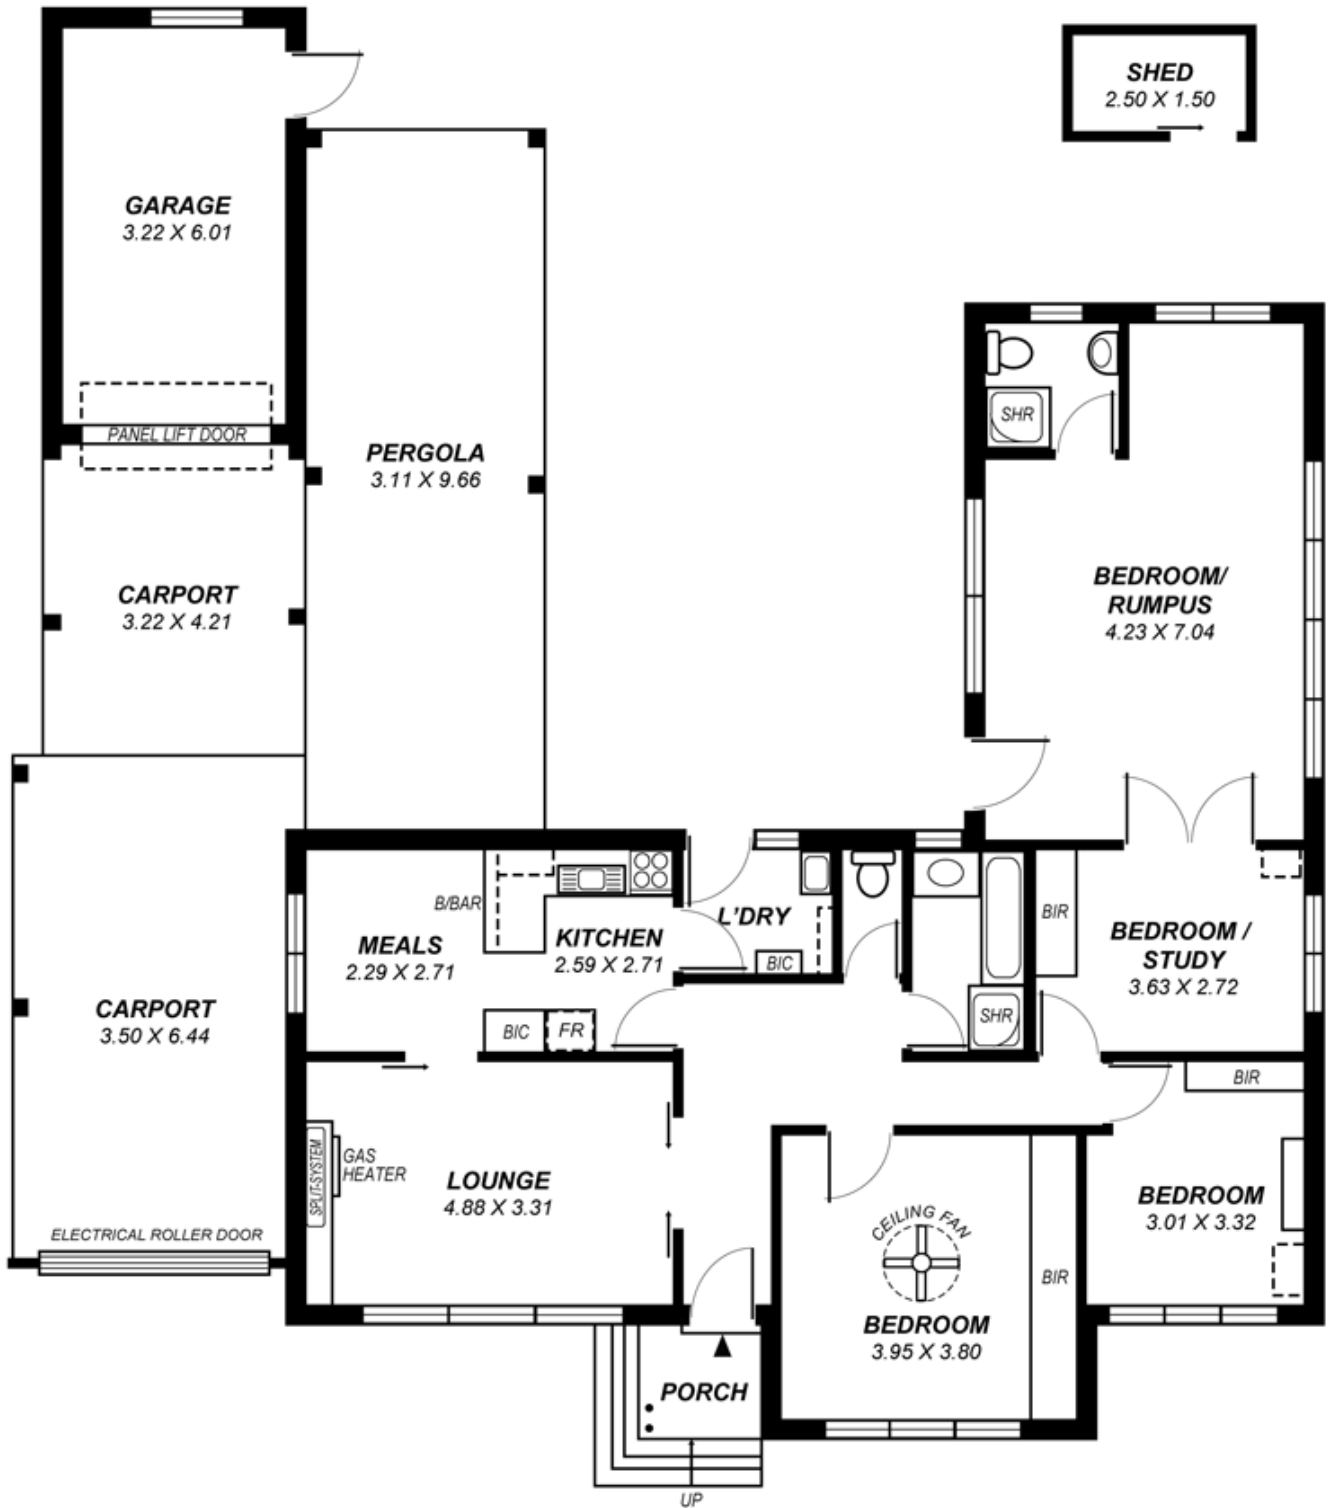 SHED
2.50 X 1.50
GARAGE
3.22 X 6.01
PANEL LIFT DOOR
SHR
PERGOLA
3.11 X 9.66
CARPORT
3.22 X 4.21
BEDROOM/
RUMPUS
4.23 X 7.04
B/BAR
MEALS
2.29 X 2.71
KITCHEN
2.59 X 2.71
L'DRY
BIC
BIR
BEDROOM /
STUDY
3.63 X 2.72
CARPORT
3.50 X 6.44
BIC
FR
SHR
BIR
SPLIT-SYSTEM
GAS
HEATER
LOUNGE
4.88 X 3.31
BEDROOM
3.01 X 3.32
ELECTRICAL ROLLER DOOR
CEILING FAN
BIR
BEDROOM
3.95 X 3.80
PORCH
UP